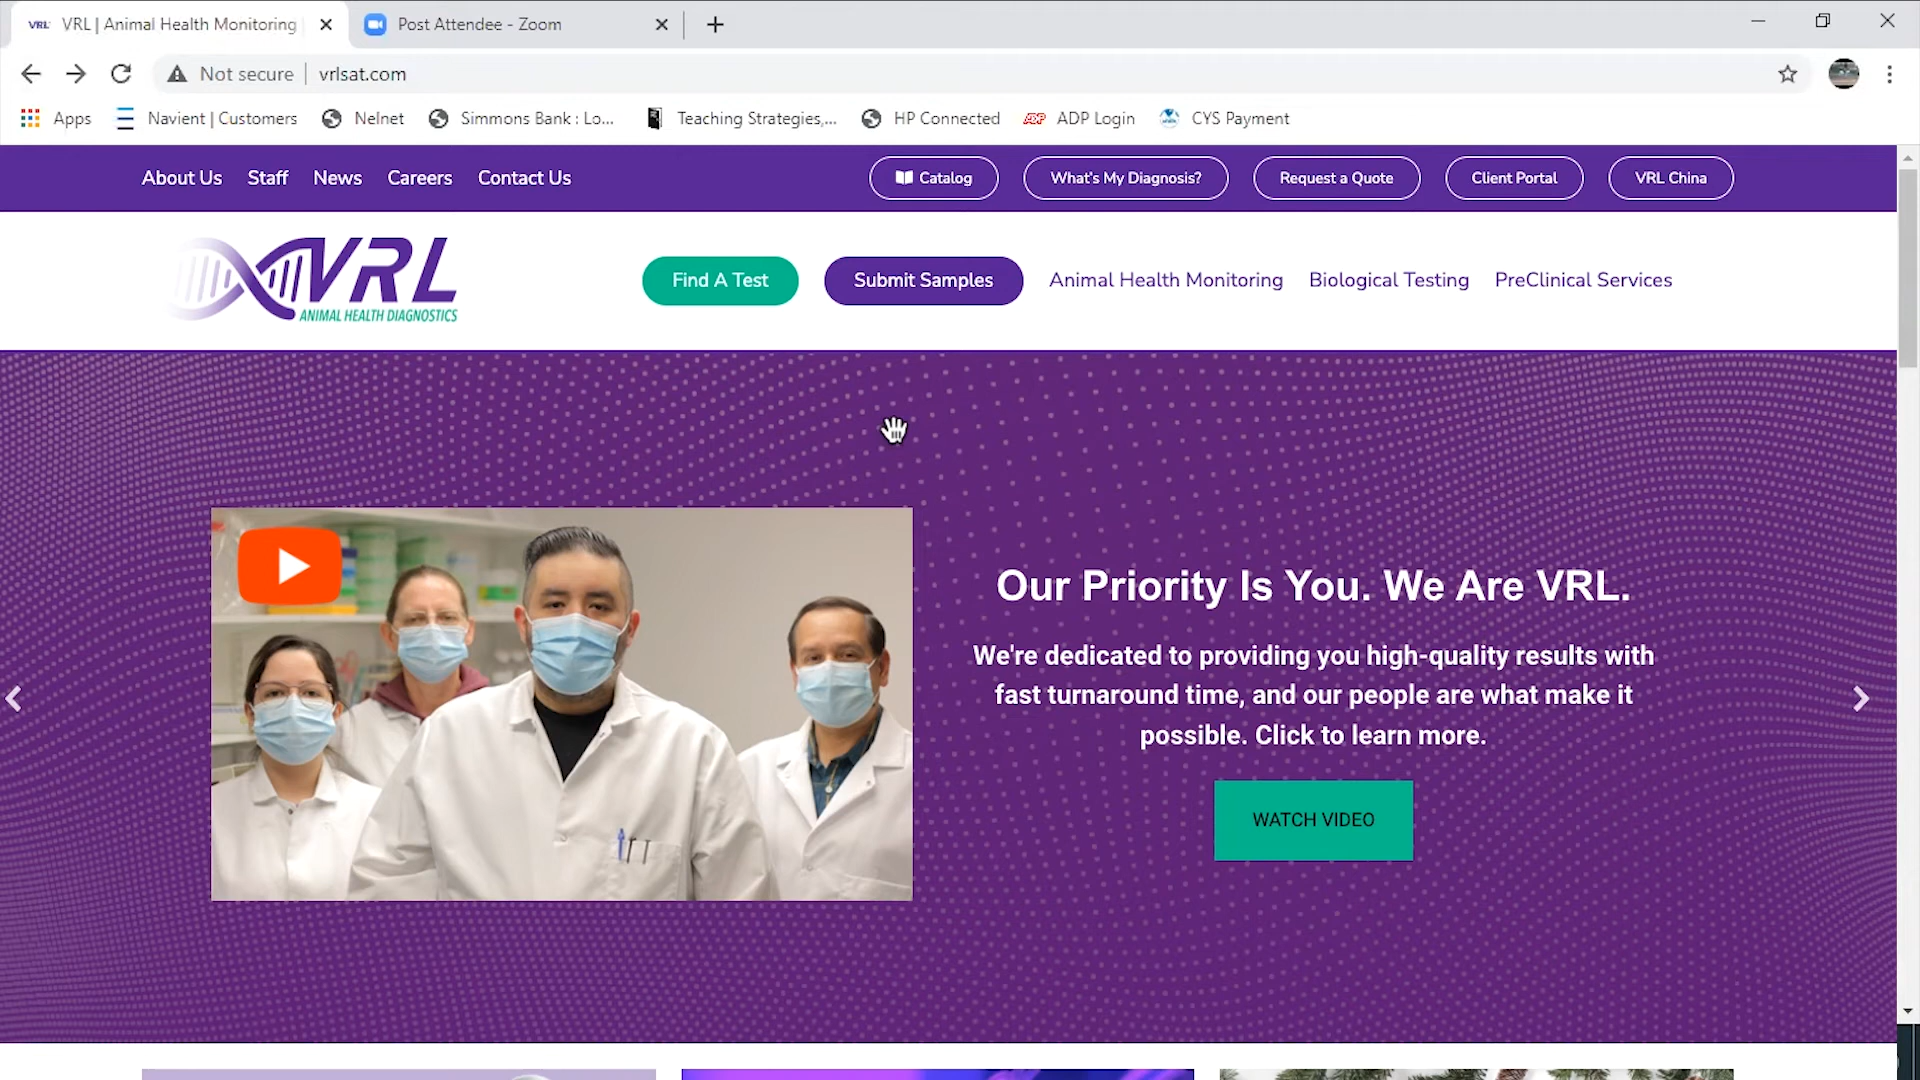 VRL VRL | Animal Health Monitoring
Post Attendee - Zoom
Not secure vrlsat.com
Apps Navient | Customers Nelnet Simmons Bank : Lo... Teaching Strategies,... HP Connected ADP ADP Login CYS Payment
About Us Staff News Careers Contact Us Catalog What's My Diagnosis? Request a Quote Client Portal VRL China
VRL
ANIMAL HEALTH DIAGNOSTICS
Find A Test Submit Samples Animal Health Monitoring Biological Testing PreClinical Services
Our Priority Is You. We Are VRL.
We're dedicated to providing you high-quality results with
fast turnaround time, and our people are what make it
possible. Click to learn more.
WATCH VIDEO